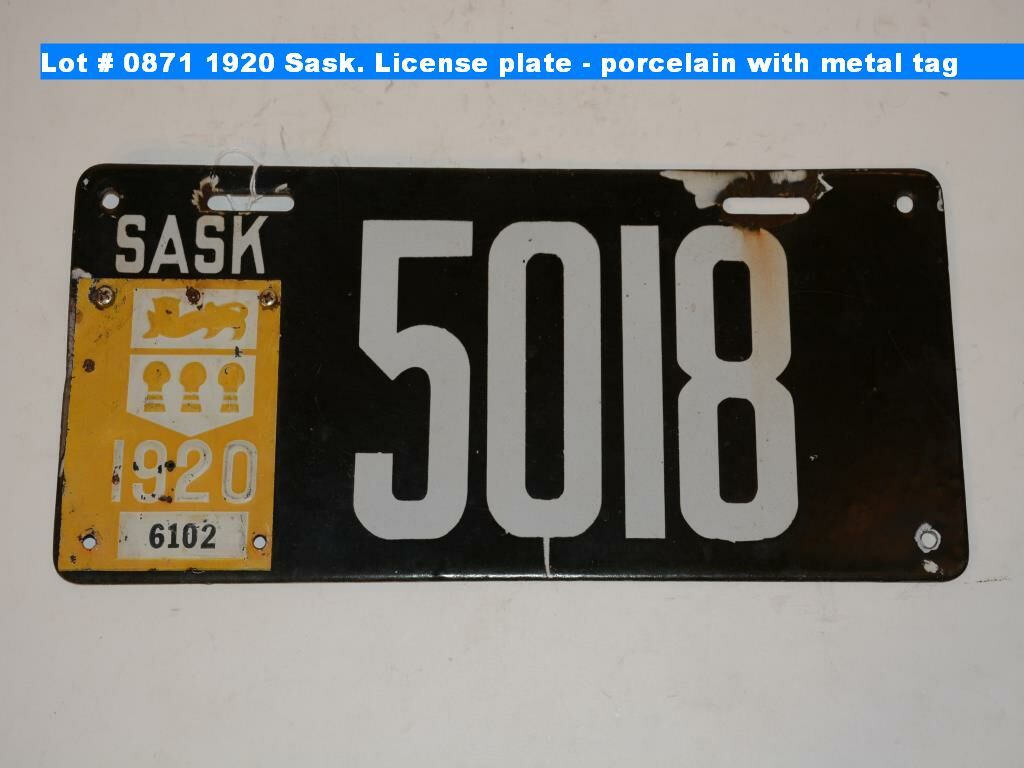 Lot # 0871 1920 Sask. License plate - porcelain with metal tag
SASK
5018
1920
6102